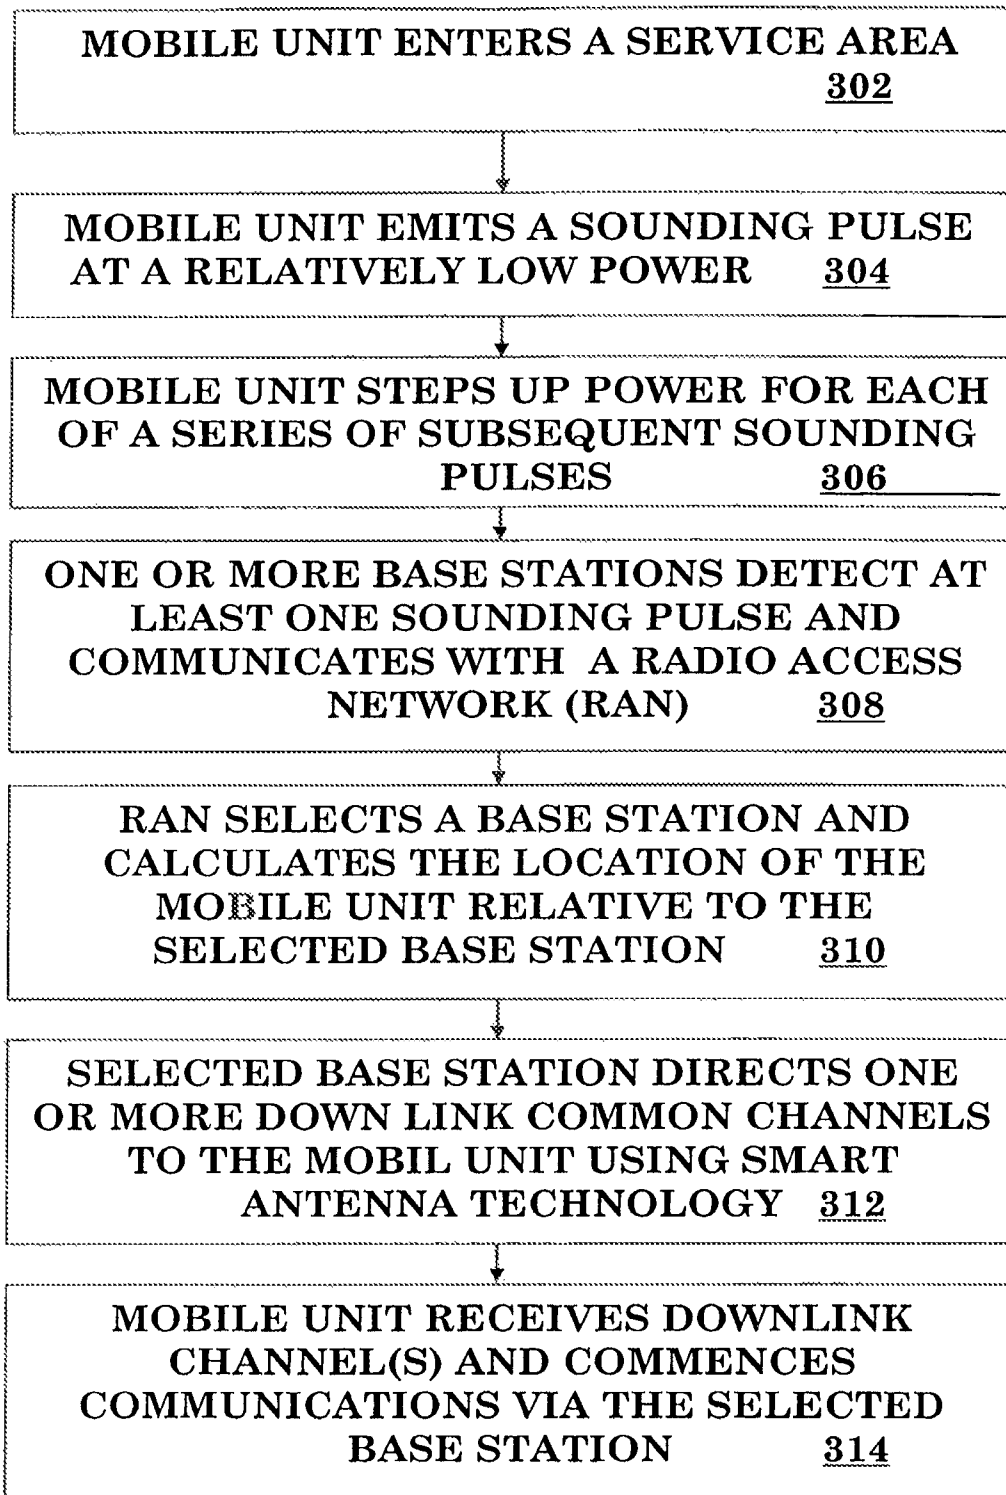 MOBILE UNIT ENTERS A SERVICE AREA
302
MOBILE UNIT EMITS A SOUNDING PULSE
AT A RELATIVELY LOW POWER 304
MOBILE UNIT STEPS UP POWER FOR EACH
OF A SERIES OF SUBSEQUENT SOUNDING
PULSES 306
ONE OR MORE BASE STATIONS DETECT AT
LEAST ONE SOUNDING PULSE AND
COMMUNICATES WITH A RADIO ACCESS
NETWORK (RAN) 308
RAN SELECTS A BASE STATION AND
CALCULATES THE LOCATION OF THE
MOBILE UNIT RELATIVE TO THE
SELECTED BASE STATION 310
SELECTED BASE STATION DIRECTS ONE
OR MORE DOWN LINK COMMON CHANNELS
TO THE MOBIL UNIT USING SMART
ANTENNA TECHNOLOGY 312
MOBILE UNIT RECEIVES DOWNLINK
CHANNEL(S) AND COMMENCES
COMMUNICATIONS VIA THE SELECTED
BASE STATION 314